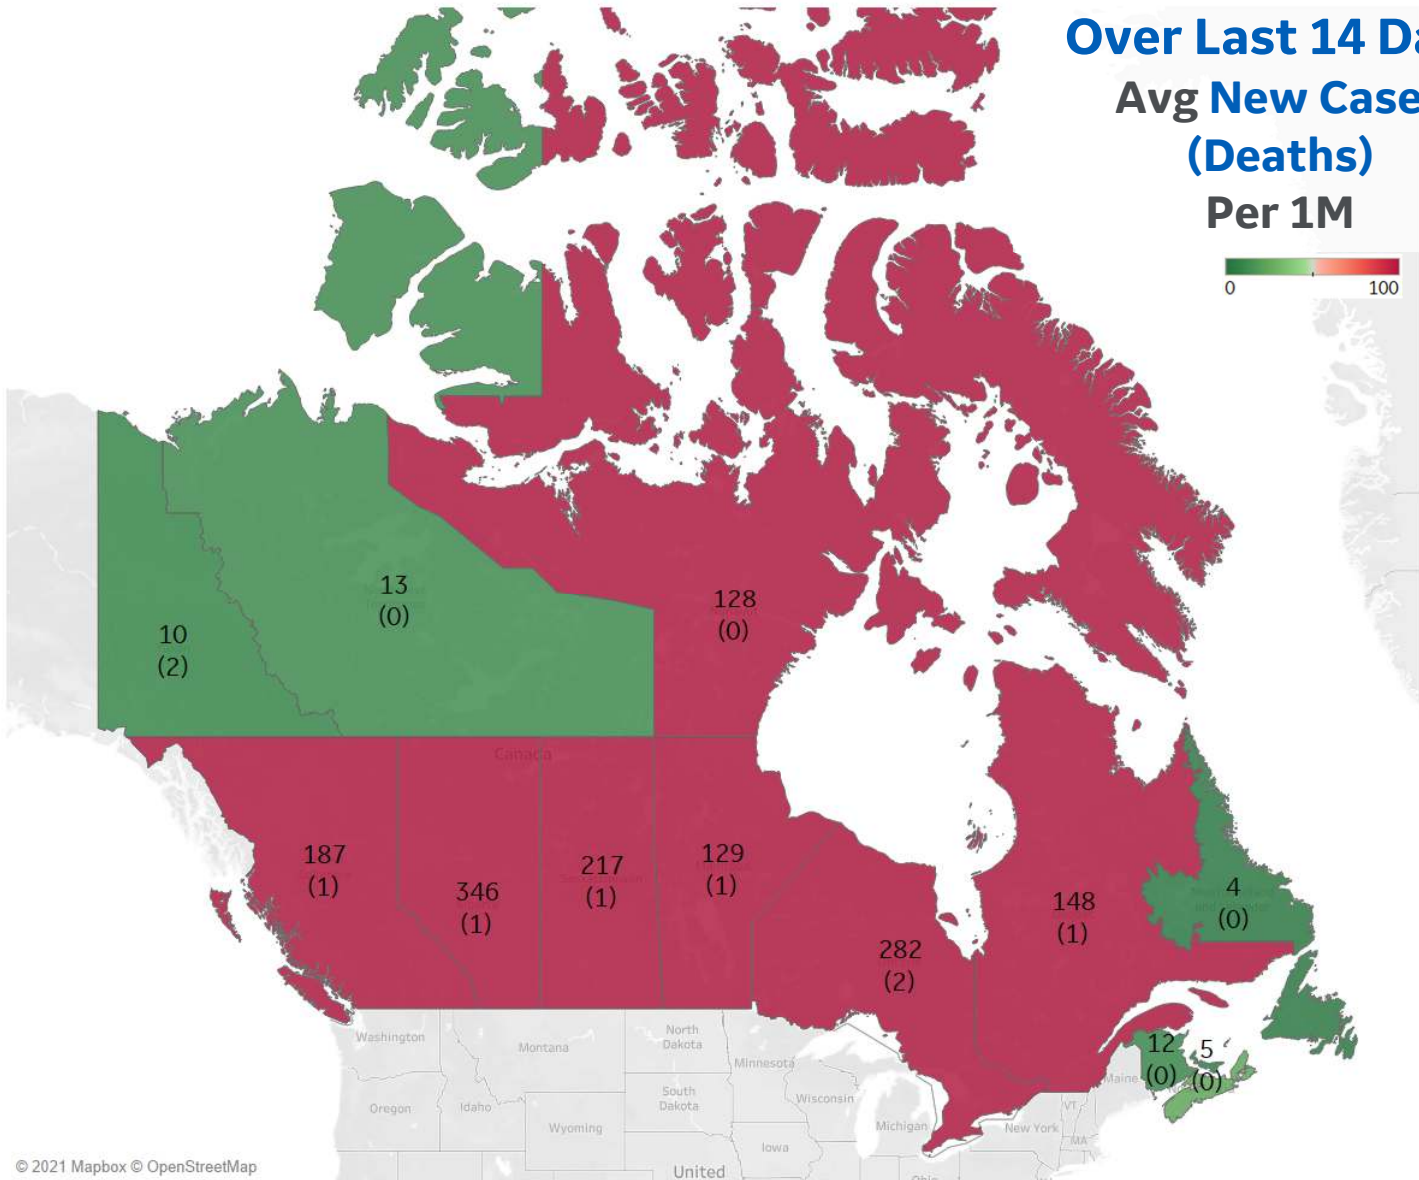 Over Last 14 Da
Avg New Case
(Deaths)
Per 1M
0 100
13
(0)
128
(0)
10
(2)
Canada
187
(1)
346
(1)
217
(1)
129
(1)
148
(1)
4
(0)
282
(2)
12
(0)
5
(0)
Washington
Montana
North
Dakota
Minnesota
Maine
Oregon
Idaho
South
Dakota
Wisconsin
Wyoming
Michigan
New York
VT
MA
Iowa
United
Ohio
© 2021 Mapbox © OpenStreetMap